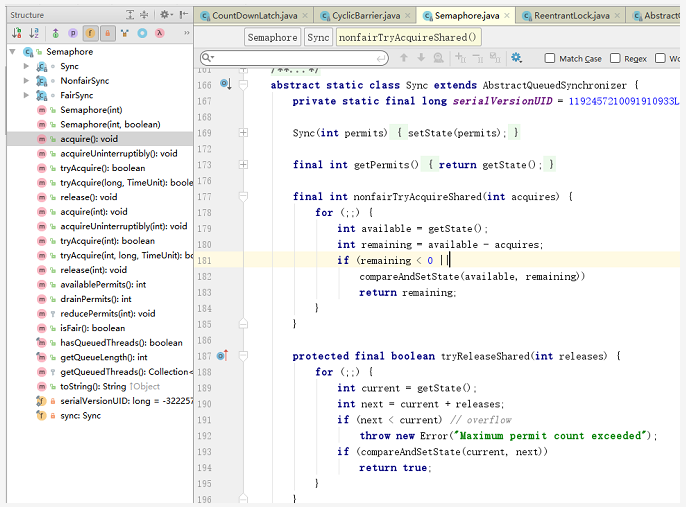 Structure
CountDownLatch.java
CyclicBarrier.java
Semaphore.java
ReentrantLock.java
Semaphore
Sync
nonfairTryAcquireShared()
Match Case
Regex
Semaphore
Sync
NonfairSync
FairSync
Semaphore(int)
Semaphore(int, boolean)
acquire(): void
acquireUninterruptibly(): void
tryAcquire(): boolean
tryAcquire(long, TimeUnit): boole
release(): void
acquire(int): void
acquireUninterruptibly(int): void
tryAcquire(int): boolean
tryAcquire(int, long, TimeUnit): bo
release(int): void
availablePermits(): int
drainPermits(): int
reducePermits(int): void
isFair(): boolean
hasQueuedThreads(): boolean
getQueueLength(): int
getQueuedThreads(): Collection<
toString(): String ↑Object
serialVersionUID: long = -322257
sync: Sync
161 /**...*/
166 abstract static class Sync extends AbstractQueuedSynchronizer {
167 private static final long serialVersionUID = 1192457210091910933L
168
169 Sync(int permits) { setState(permits); }
172
173 final int getPermits() { return getState(); }
176
177 final int nonfairTryAcquireShared(int acquires) {
178 for (;;) {
179 int available = getState();
180 int remaining = available - acquires;
181 if (remaining < 0 ||
182 compareAndSetState(available, remaining))
183 return remaining;
184 }
185 }
186
187 protected final boolean tryReleaseShared(int releases) {
188 for (;;) {
189 int current = getState();
190 int next = current + releases;
191 if (next < current) // overflow
192 throw new Error("Maximum permit count exceeded");
193 if (compareAndSetState(current, next))
194 return true;
195 }
196 }